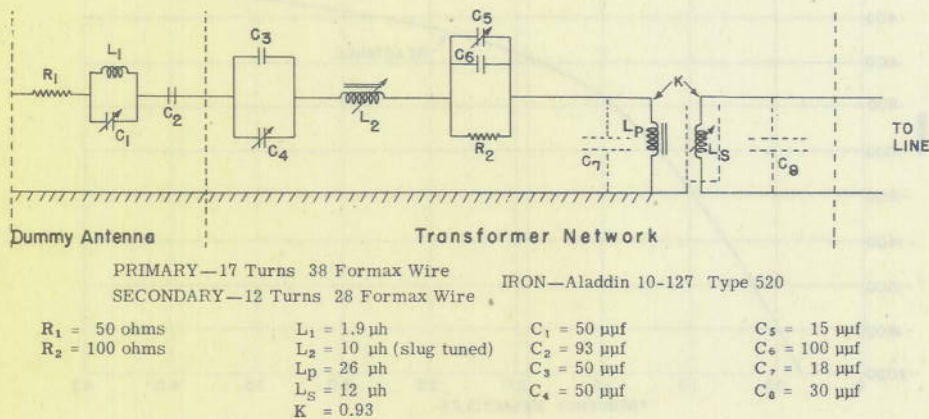 C5
C3
L1
C6
K
R1
C2
L2
LP
LS
TO
LINE
C1
C4
R2
C7
C8
Dummy Antenna
Transformer Network
PRIMARY—17 Turns 38 Formax Wire
IRON—Aladdin 10-127 Type 520
SECONDARY—12 Turns 28 Formax Wire
R1 = 50 ohms
L1 = 1.9 μh
C1 = 50 μμf
C5 = 15 μμf
R2 = 100 ohms
L2 = 10 μh (slug tuned)
C2 = 93 μμf
C6 = 100 μμf
Lp = 26 μh
C3 = 50 μμf
C7 = 18 μμf
LS = 12 μh
C4 = 50 μμf
C8 = 30 μμf
K = 0.93